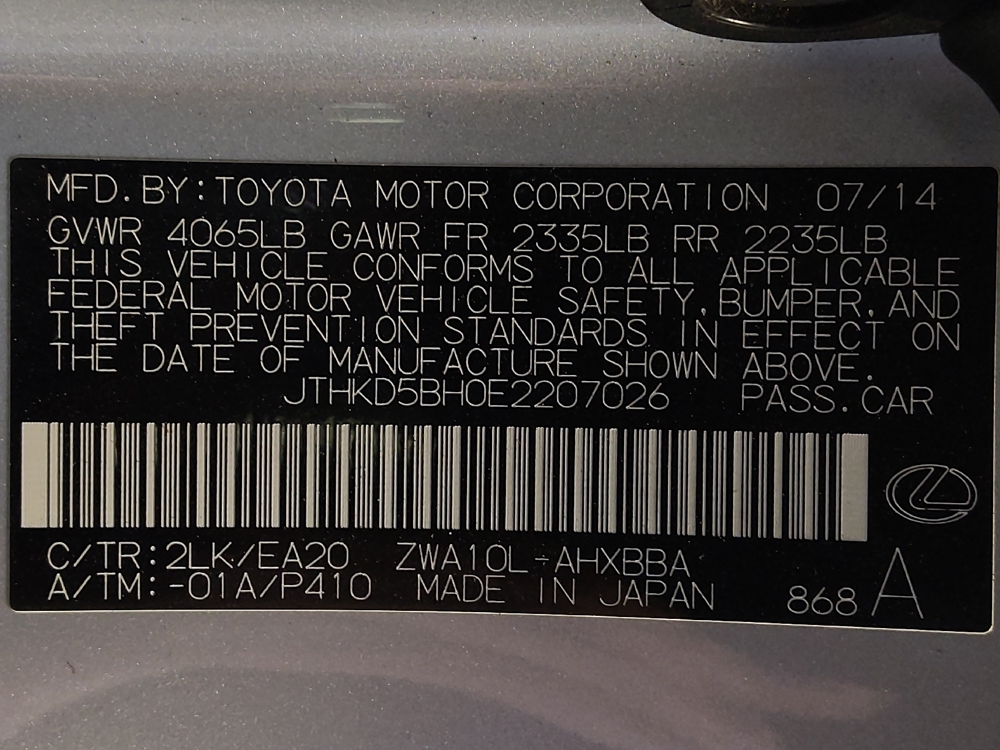 MFD.BY:TOYOTA MOTOR CORPORATION 07/14
GVWR 4065LB GAWR FR 2335LB RR 2235LB
THIS VEHICLE CONFORMS TO ALL APPLICABLE
FEDERAL MOTOR VEHICLE SAFETY,BUMPER,AND
THEFT PREVENTION STANDARDS IN EFFECT ON
THE DATE OF MANUFACTURE SHOWN ABOVE.
JTHKD5BH0E2207026 PASS.CAR
C/TR:2LK/EA20 ZWA10L-AHXBBA
A/TM:-01A/P410 MADE IN JAPAN 868 A